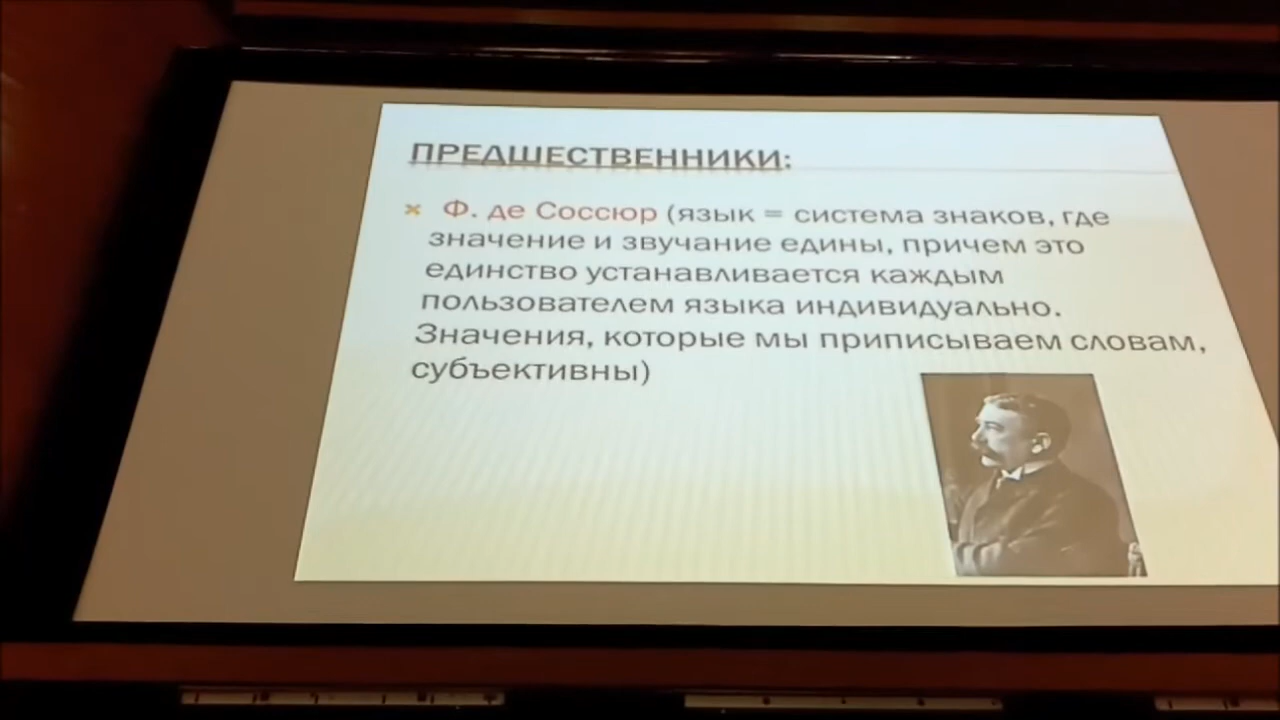 ПРЕДШЕСТВЕННИКИ:
Ф. де Соссюр (язык = система знаков, где
значение и звучание едины, причем это
единство устанавливается каждым
пользователем языка индивидуально.
Значения, которые мы приписываем словам,
субъективны)